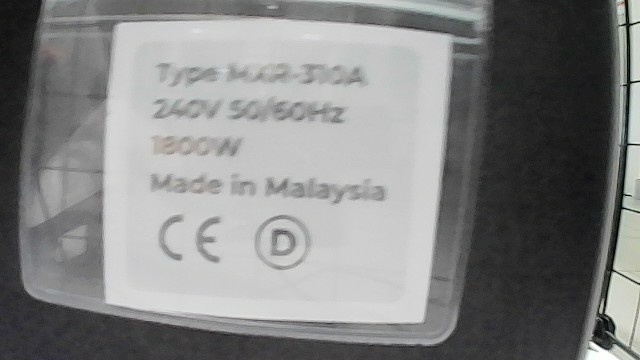 Type MXR-310A
240V 50/60Hz
1800W
Made in Malaysia
CE D